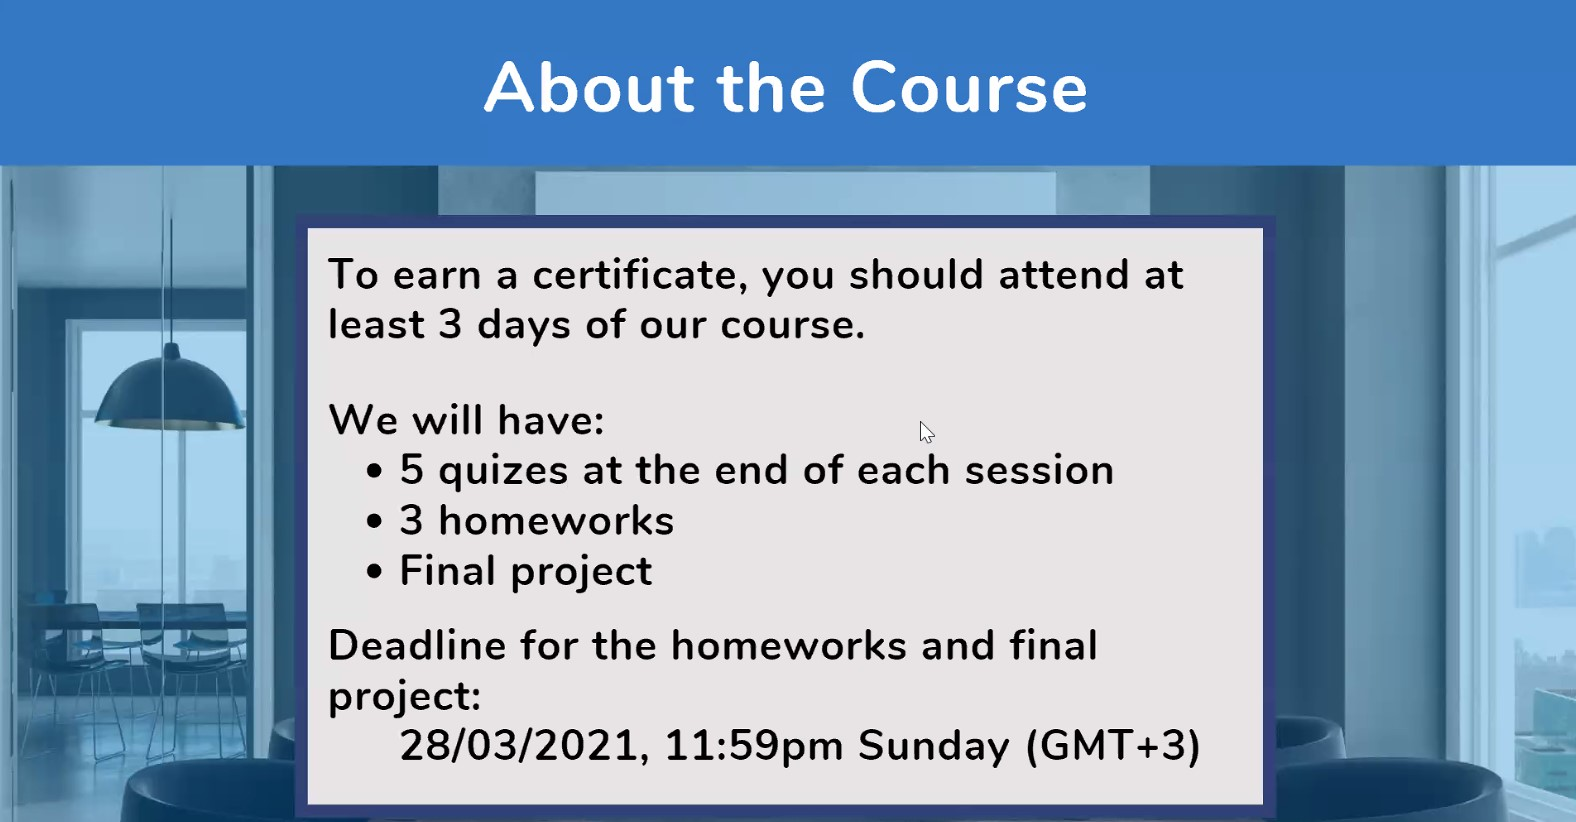 About the Course
To earn a certificate, you should attend at
least 3 days of our course.
We will have:
• 5 quizes at the end of each session
• 3 homeworks
• Final project
Deadline for the homeworks and final
project:
28/03/2021, 11:59pm Sunday (GMT+3)